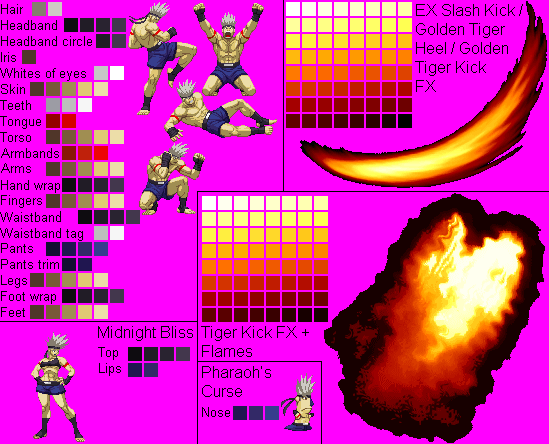 Hair
Headband
Headband circle
Iris
Whites of eyes
Skin
Teeth
Tongue
Torso
Armbands
Arms
Hand wrap
Fingers
Waistband
Waistband tag
Pants
Pants trim
Legs
Foot wrap
Feet
EX Slash Kick /
Golden Tiger
Heel / Golden
Tiger Kick
FX
Midnight Bliss
Top
Lips
Tiger Kick FX +
Flames
Pharaoh's
Curse
Nose